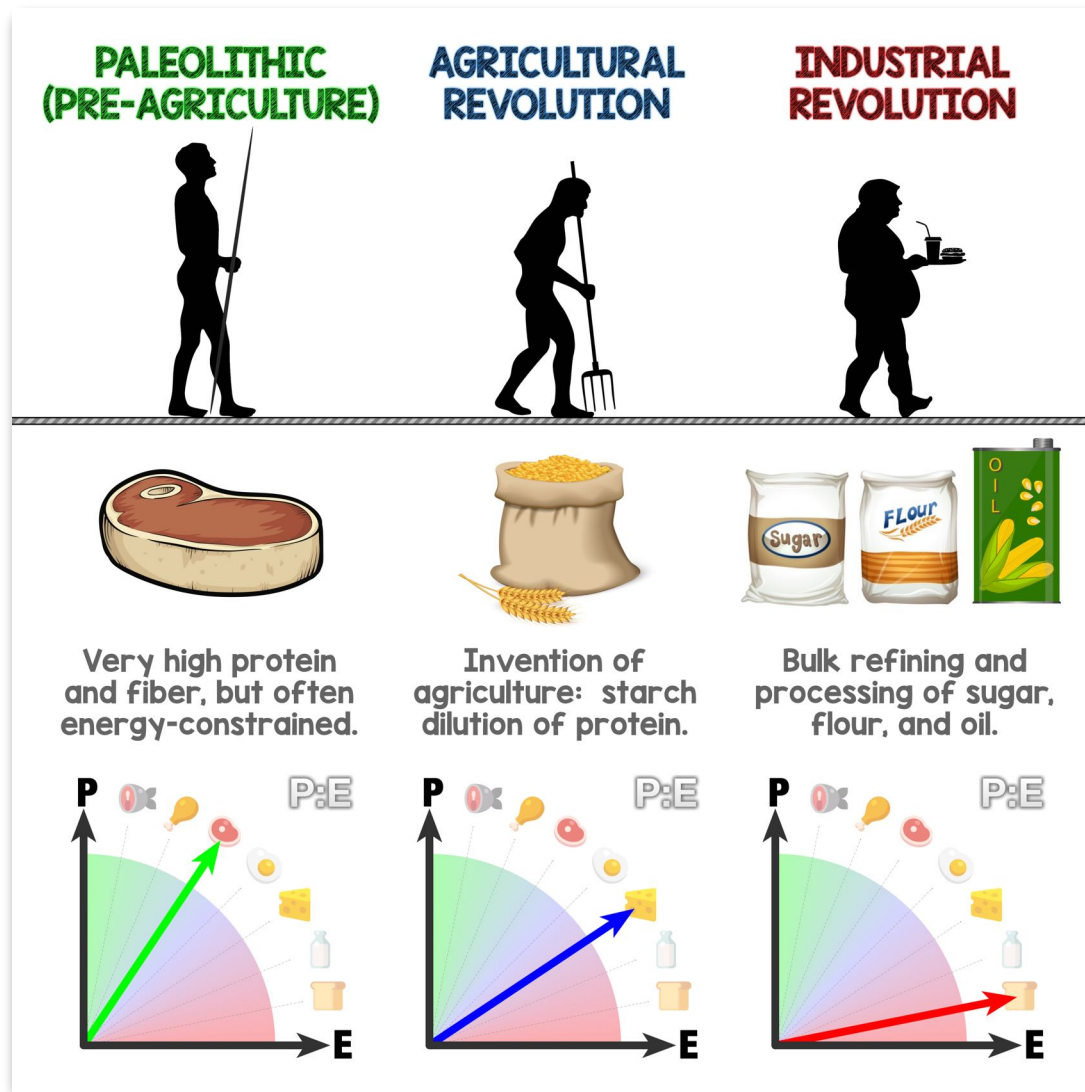 PALEOLITHIC
(PRE-AGRICULTURE)
AGRICULTURAL
REVOLUTION
INDUSTRIAL
REVOLUTION
Sugar
FLour
OIL
Very high protein
and fiber, but often
energy-constrained.
Invention of
agriculture: starch
dilution of protein.
Bulk refining and
processing of sugar,
flour, and oil.
P
P:E
E
P
P:E
E
P
P:E
E